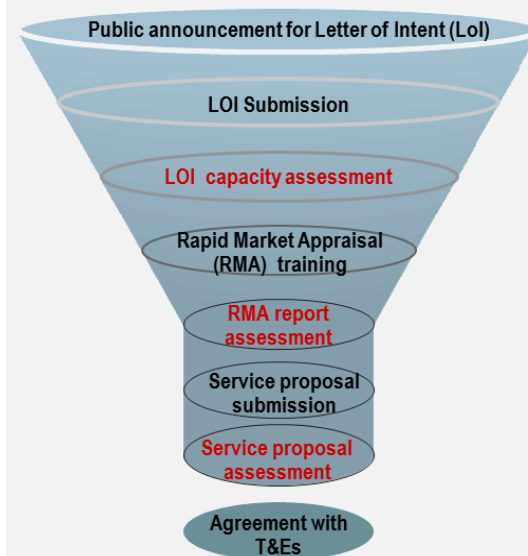 Public announcement for Letter of Intent (LoI)
LOI Submission
LOI capacity assessment
Rapid Market Appraisal
(RMA) training
RMA report
assessment
Service proposal
submission
Service proposal
assessment
Agreement with
T&Es